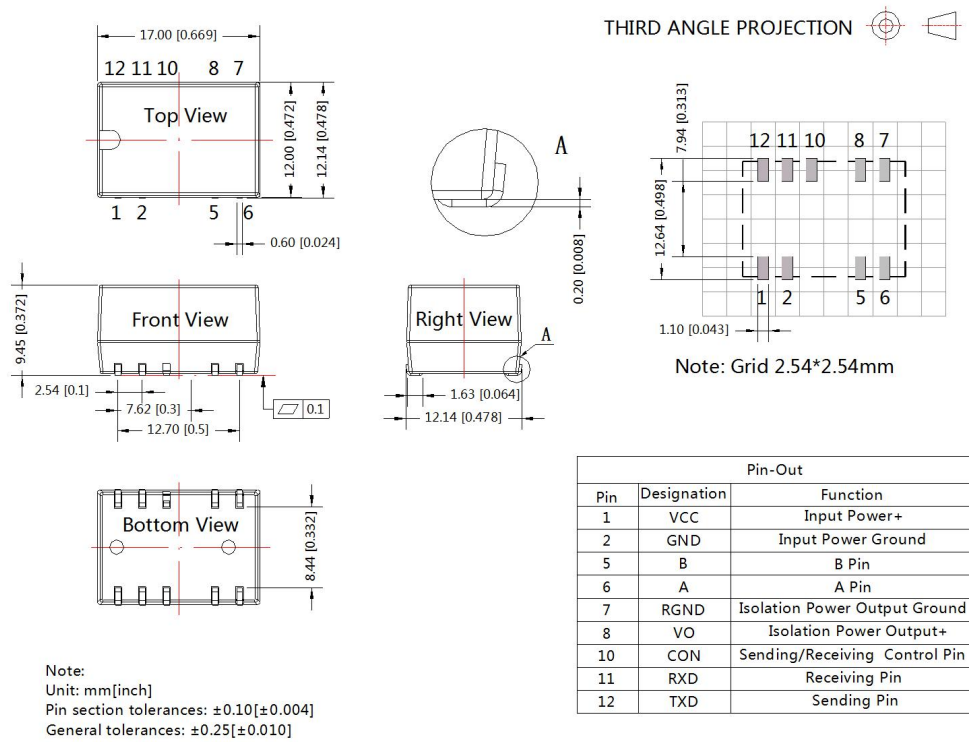 THIRD ANGLE PROJECTION
17.00 [0.669]
12 11 10 8 7
Top View
12.00 [0.472]
12.14 [0.478]
1 2 5 6
0.60 [0.024]
A
0.20 [0.008]
7.94 [0.313]
12 11 10 8 7
12.64 [0.498]
1 2 5 6
1.10 [0.043]
Note: Grid 2.54*2.54mm
9.45 [0.372]
Front View
2.54 [0.1]
7.62 [0.3]
12.70 [0.5]
0.1
Right View
A
1.63 [0.064]
12.14 [0.478]
Bottom View
8.44 [0.332]
Pin-Out
Pin Designation Function
1 VCC Input Power+
2 GND Input Power Ground
5 B B Pin
6 A A Pin
7 RGND Isolation Power Output Ground
8 VO Isolation Power Output+
10 CON Sending/Receiving Control Pin
11 RXD Receiving Pin
12 TXD Sending Pin
Note:
Unit: mm[inch]
Pin section tolerances: ±0.10[±0.004]
General tolerances: ±0.25[±0.010]